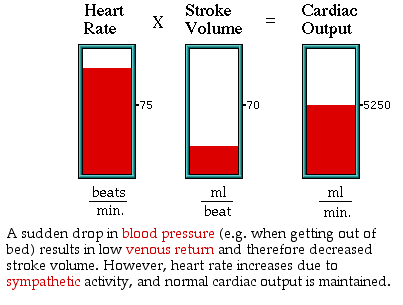 Heart Rate X Stroke Volume = Cardiac Output
75
70
5250
beats
min.
ml
beat
ml
min.
A sudden drop in blood pressure (e.g. when getting out of
bed) results in low venous return and therefore decreased
stroke volume. However, heart rate increases due to
sympathetic activity, and normal cardiac output is maintained.